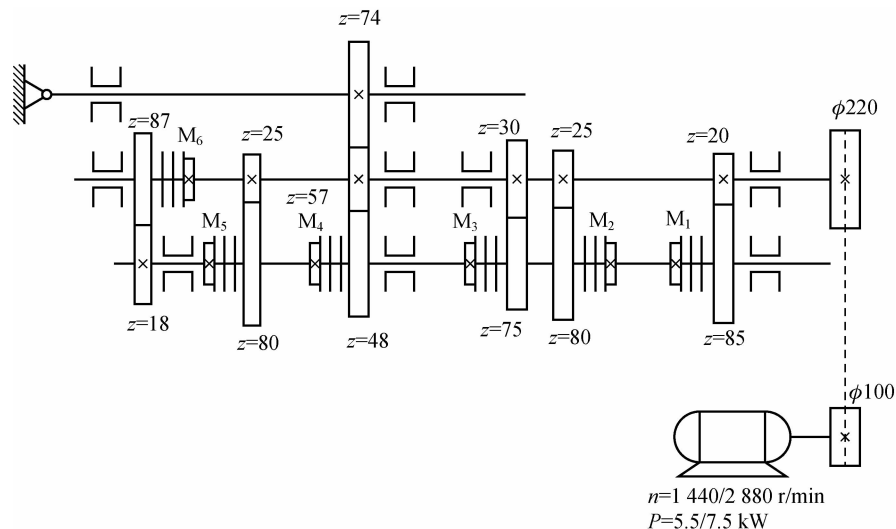 z=74
z=87
M₆
z=25
z=30
z=25
z=20
ϕ220
z=57
M₅
M₄
M₃
M₂
M₁
z=18
z=80
z=48
z=75
z=80
z=85
ϕ100
n=1 440/2 880 r/min
P=5.5/7.5 kW